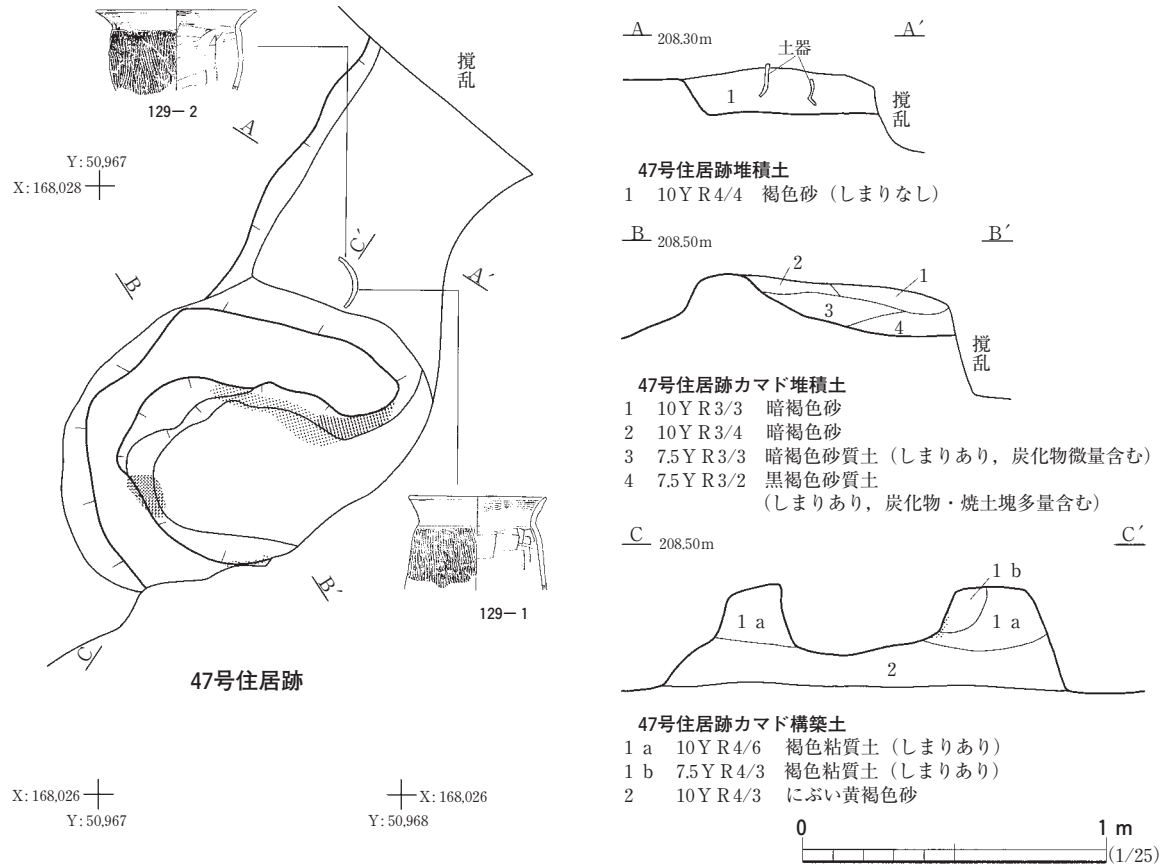 129－2
撹乱
A
Y: 50,967
X: 168,028
B
C´
A´
B´
129－1
C
47号住居跡
X: 168,026
Y: 50,967
X: 168,026
Y: 50,968
A 208.30m A´
土器
1
撹乱
47号住居跡堆積土
1 10ＹＲ4/4 褐色砂（しまりなし）
B 208.50m B´
2
1
3
4
撹乱
47号住居跡カマド堆積土
1 10ＹＲ3/3 暗褐色砂
2 10ＹＲ3/4 暗褐色砂
3 7.5ＹＲ3/3 暗褐色砂質土（しまりあり，炭化物微量含む）
4 7.5ＹＲ3/2 黒褐色砂質土
（しまりあり，炭化物・焼土塊多量含む）
C 208.50m C´
1 b
1 a
1 a
2
47号住居跡カマド構築土
1 a 10ＹＲ4/6 褐色粘質土（しまりあり）
1 b 7.5ＹＲ4/3 褐色粘質土（しまりあり）
2 10ＹＲ4/3 にぶい黄褐色砂
0 1 m
(1/25)